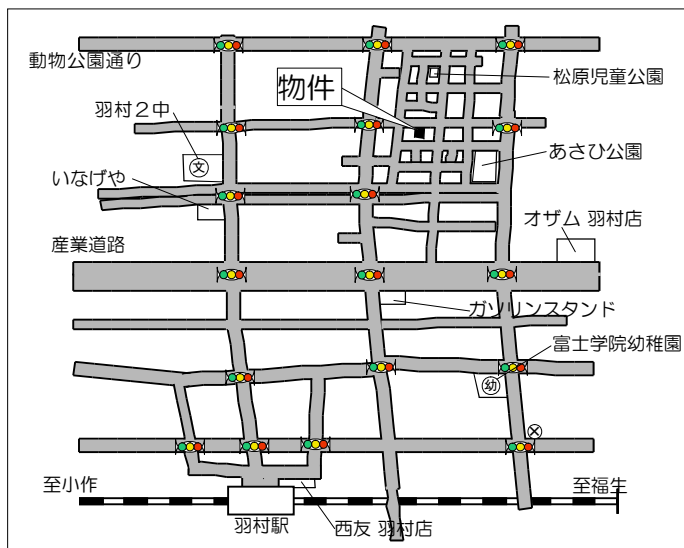 動物公園通り
松原児童公園
物件
羽村２中
文
あさひ公園
いなげや
オザム 羽村店
産業道路
ガソリンスタンド
富士学院幼稚園
幼
至小作
至福生
羽村駅
西友 羽村店